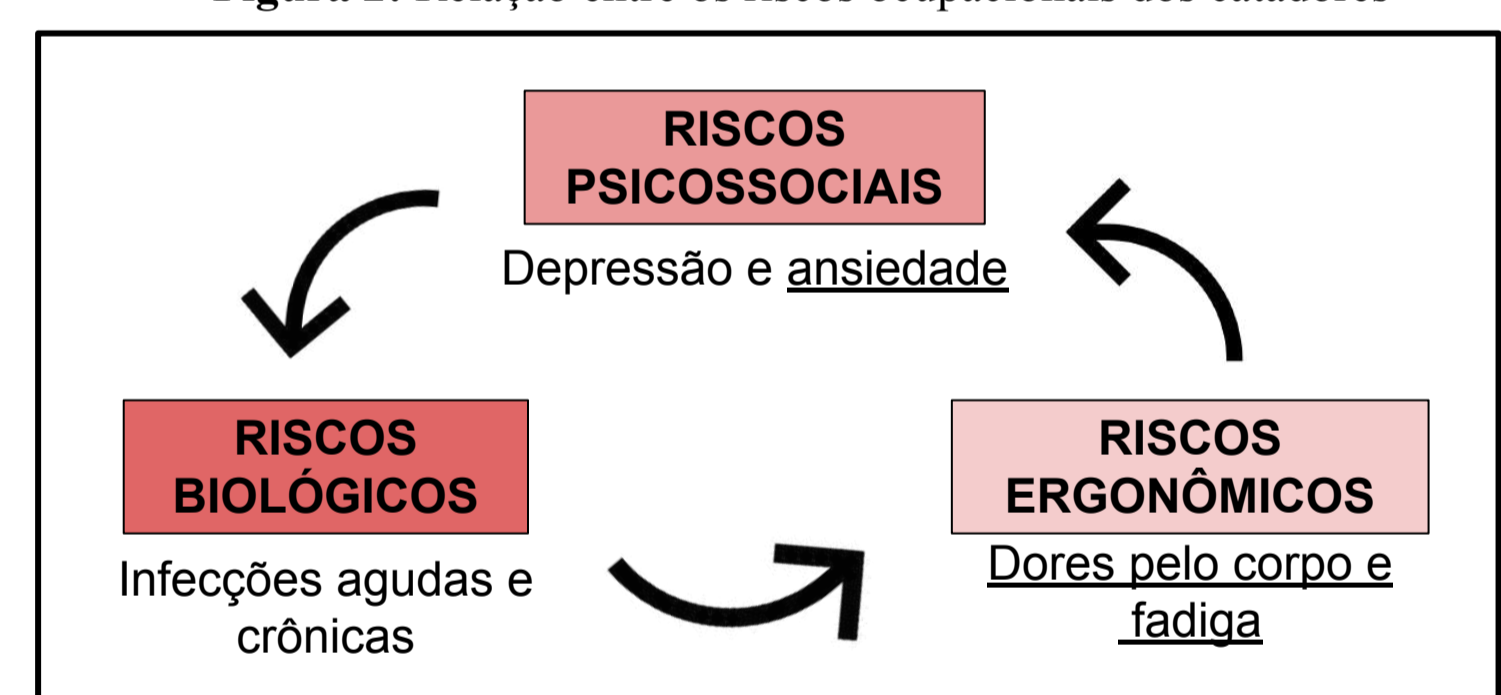 RISCOS
PSICOSSOCIAIS
Depressão e ansiedade
RISCOS
BIOLÓGICOS
Infecções agudas e
crônicas
RISCOS
ERGONÔMICOS
Dores pelo corpo e
fadiga